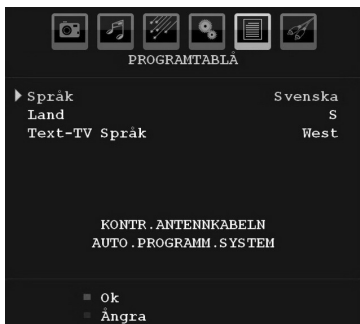 PROGRAMTABLÅ
Språk Svenska
Land S
Text-TV Språk West
KONTR.ANTENNKABELN
AUTO.PROGRAMM.SYSTEM
Ok
Ångra